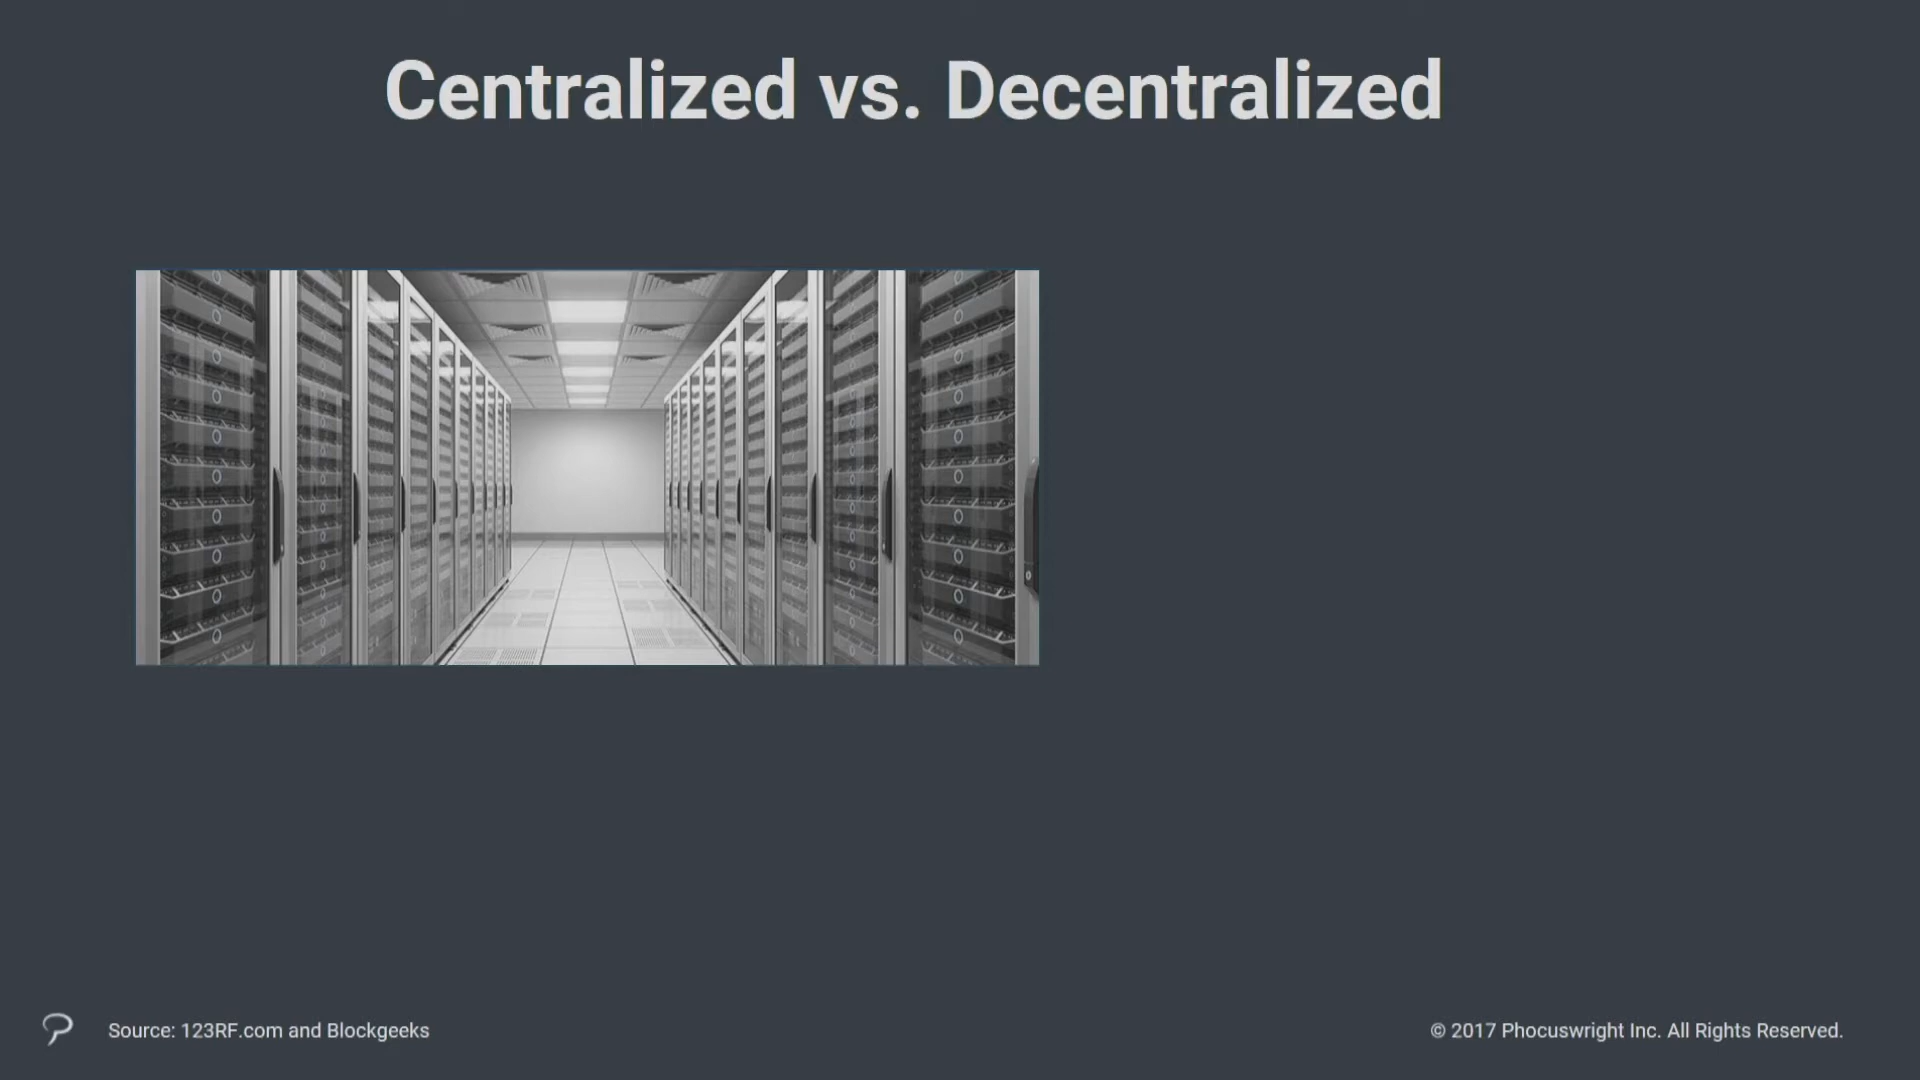 Centralized vs. Decentralized
Source: 123RF.com and Blockgeeks
© 2017 Phocuswright Inc. All Rights Reserved.